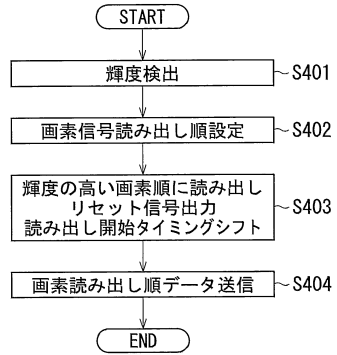 START
輝度検出
S401
画素信号読み出し順設定
S402
輝度の高い画素順に読み出し
リセット信号出力
読み出し開始タイミングシフト
S403
画素読み出し順データ送信
S404
END